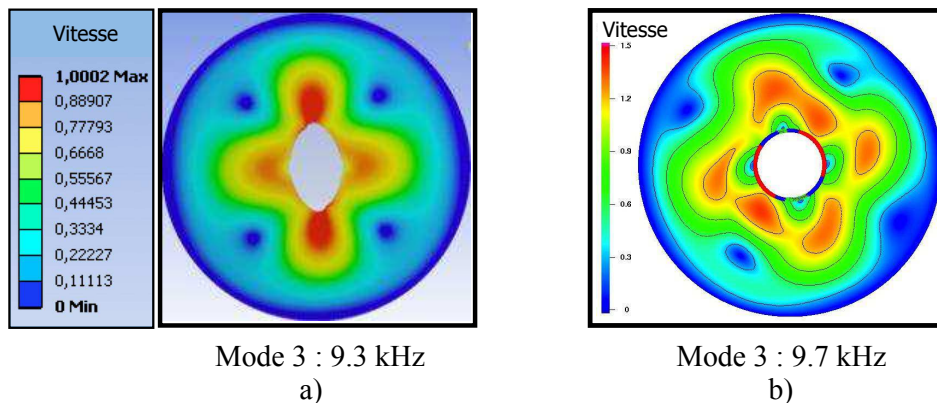 Vitesse
1,0002 Max
0,88907
0,77793
0,6668
0,55567
0,44453
0,3334
0,22227
0,11113
0 Min
Mode 3 : 9.3 kHz
a)
Vitesse
1.5
1.2
0.9
0.6
0.3
0
Mode 3 : 9.7 kHz
b)